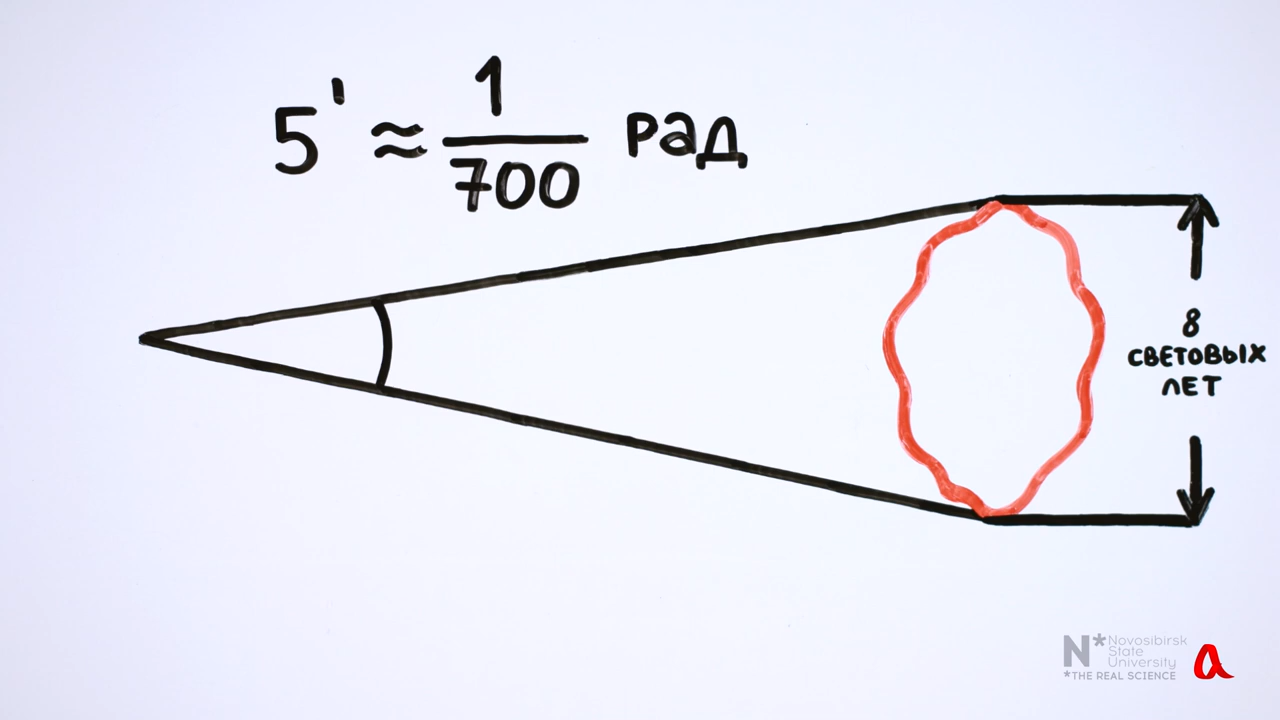 5' ≈ 1/700 рад
8
СВЕТОВЫХ
ЛЕТ
N* Novosibirsk
State
University
*THE REAL SCIENCE
a